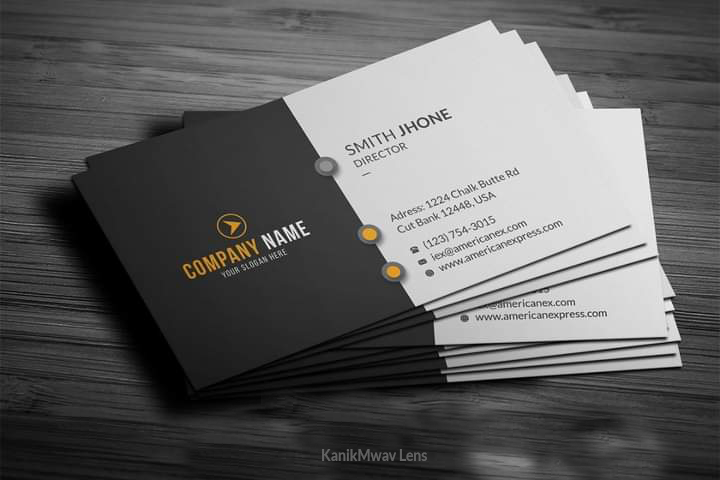 COMPANY NAME
YOUR SLOGAN HERE
SMITH JHONE
DIRECTOR
Adress: 1224 Chalk Butte Rd
Cut Bank 12448, USA
(123) 754-3015
iex@americanex.com
www.americanexpress.com
3015
@americanex.com
www.americanexpress.com
KanikMwav Lens